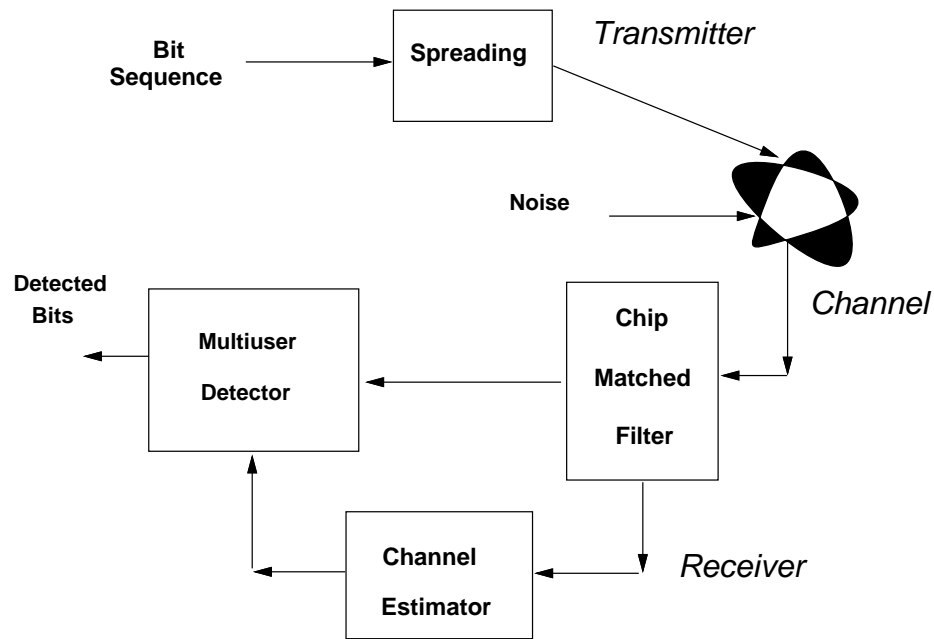 Bit
Sequence
Spreading
Transmitter
Noise
Channel
Detected
Bits
Multiuser
Detector
Chip
Matched
Filter
Channel
Estimator
Receiver